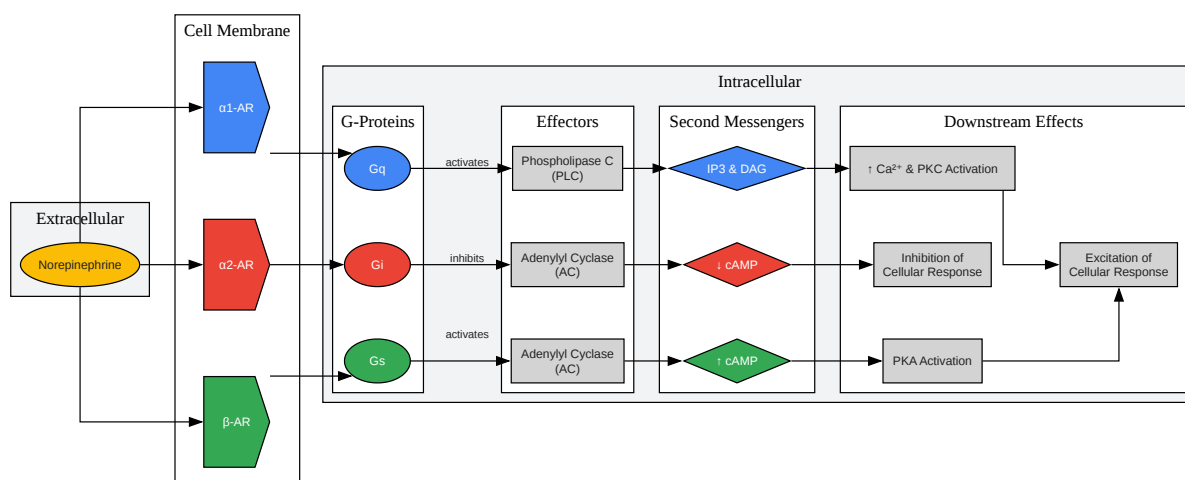 Cell Membrane
α1-AR
Intracellular
G-Proteins
Effectors
Second Messengers
Downstream Effects
Gq
activates
Phospholipase C
(PLC)
IP3 & DAG
↑ Ca²⁺ & PKC Activation
Extracellular
Norepinephrine
α2-AR
Gi
inhibits
Adenylyl Cyclase
(AC)
↓ cAMP
Inhibition of
Cellular Response
Excitation of
Cellular Response
β-AR
Gs
activates
Adenylyl Cyclase
(AC)
↑ cAMP
PKA Activation